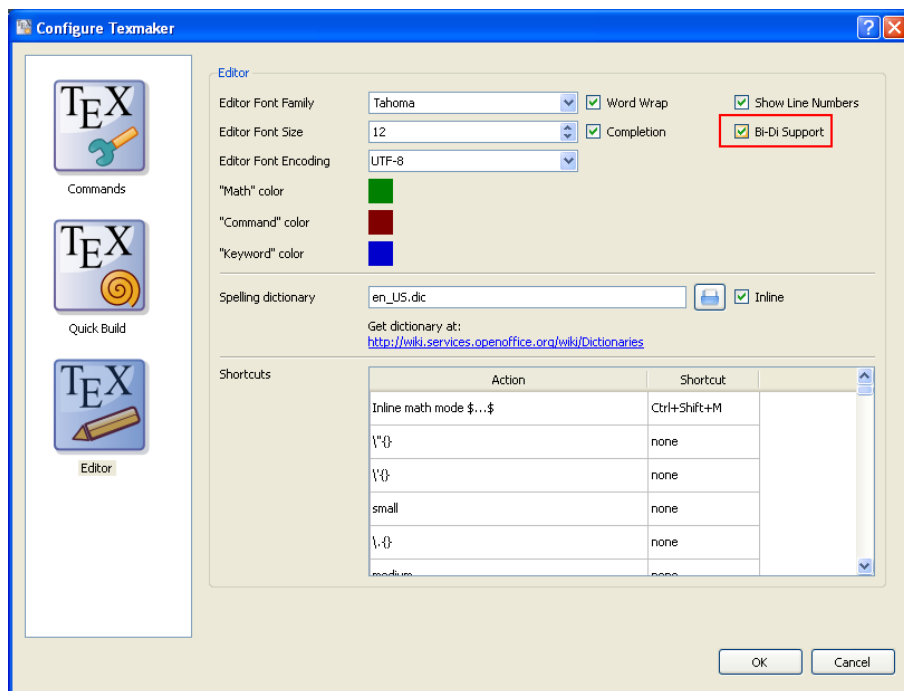 Configure Texmaker
TEX
Commands
TEX
Quick Build
TEX
Editor
Editor
Editor Font Family Tahoma Word Wrap Show Line Numbers
Editor Font Size 12 Completion Bi-Di Support
Editor Font Encoding UTF-8
"Math" color
"Command" color
"Keyword" color
Spelling dictionary en_US.dic Inline
Get dictionary at:
http://wiki.services.openoffice.org/wiki/Dictionaries
Shortcuts Action Shortcut
Inline math mode $...$ Ctrl+Shift+M
\"{} none
\'{} none
small none
\.{} none
medium none
OK Cancel